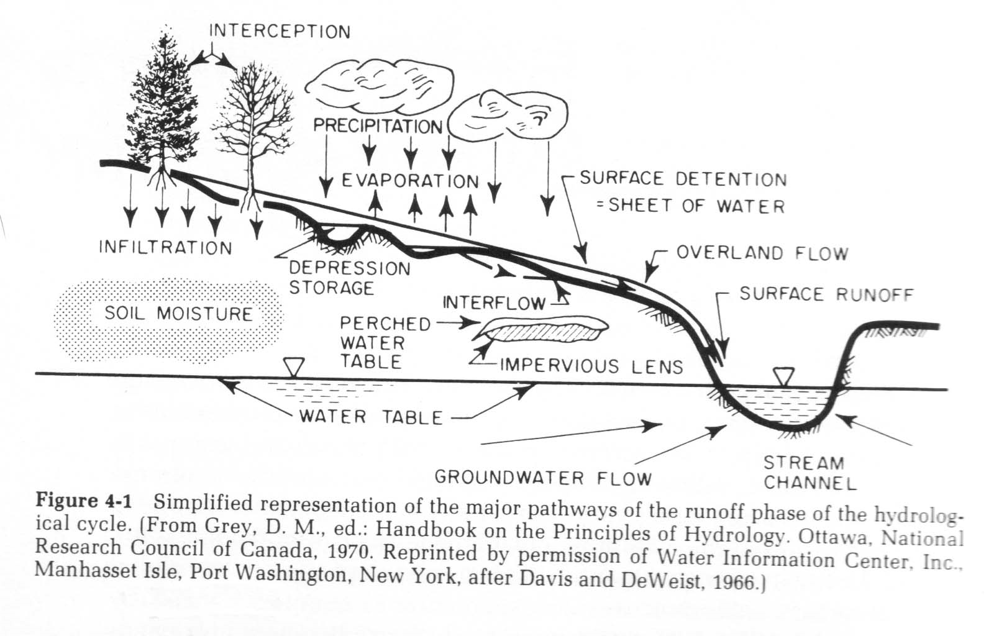 INTERCEPTION
PRECIPITATION
EVAPORATION
SURFACE DETENTION
= SHEET OF WATER
INFILTRATION
OVERLAND FLOW
DEPRESSION
STORAGE
SURFACE RUNOFF
INTERFLOW
SOIL MOISTURE
PERCHED
WATER
TABLE
IMPERVIOUS LENS
WATER TABLE
GROUNDWATER FLOW
STREAM
CHANNEL
Figure 4-1 Simplified representation of the major pathways of the runoff phase of the hydrolog-
ical cycle. (From Grey, D. M., ed.: Handbook on the Principles of Hydrology. Ottawa, National
Research Council of Canada, 1970. Reprinted by permission of Water Information Center, Inc.,
Manhasset Isle, Port Washington, New York, after Davis and DeWeist, 1966.)